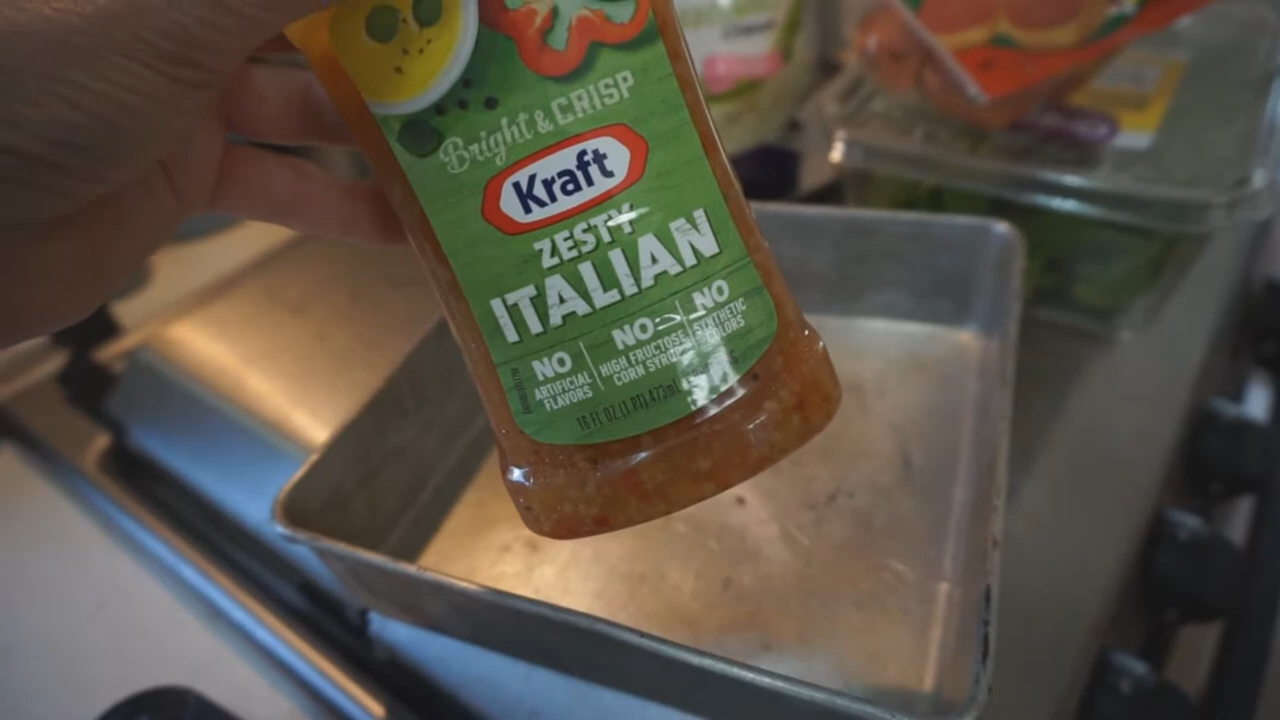 Bright & CRISP
Kraft
ZESTY
ITALIAN
NO
ARTIFICIAL
FLAVORS
NO
HIGH FRUCTOSE
CORN SYRUP
NO
SYNTHETIC
COLORS
16 FL OZ (1 PT) 473mL